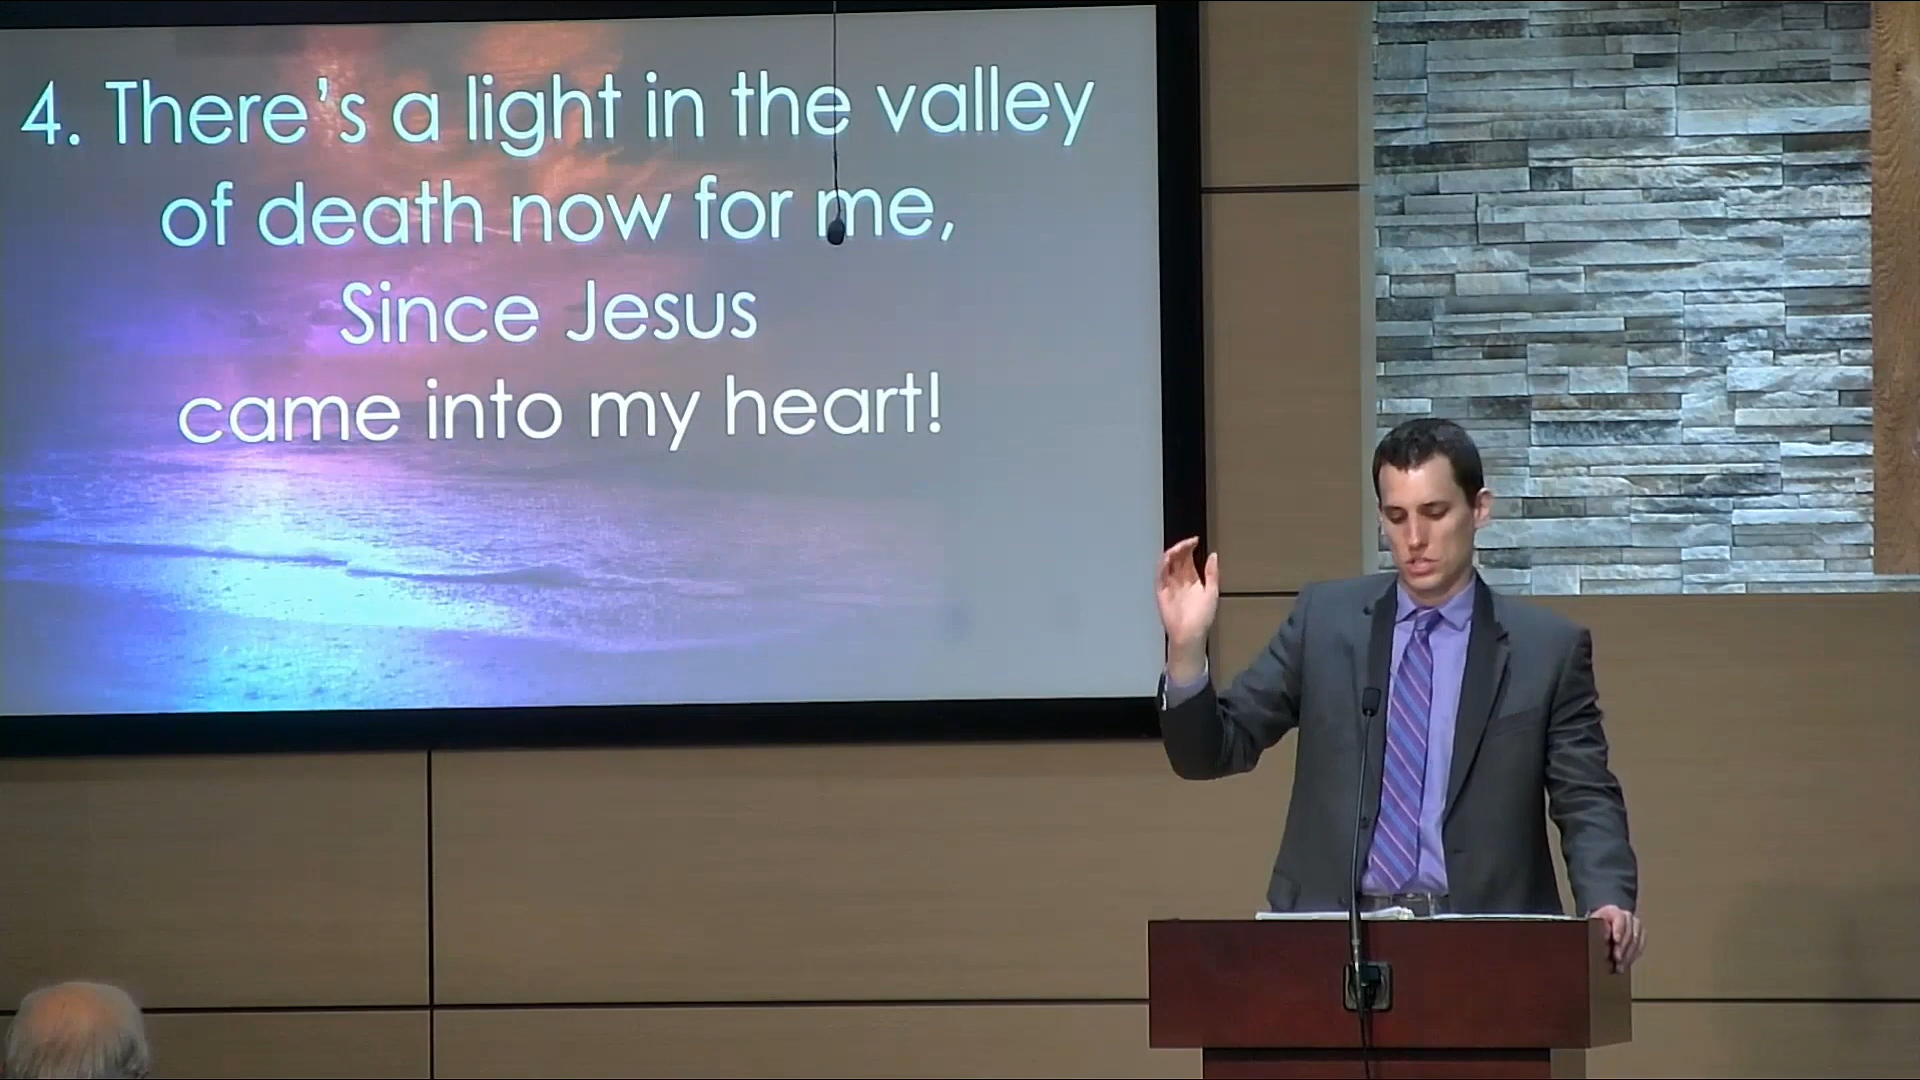 4. There's a light in the valley
of death now for me,
Since Jesus
came into my heart!